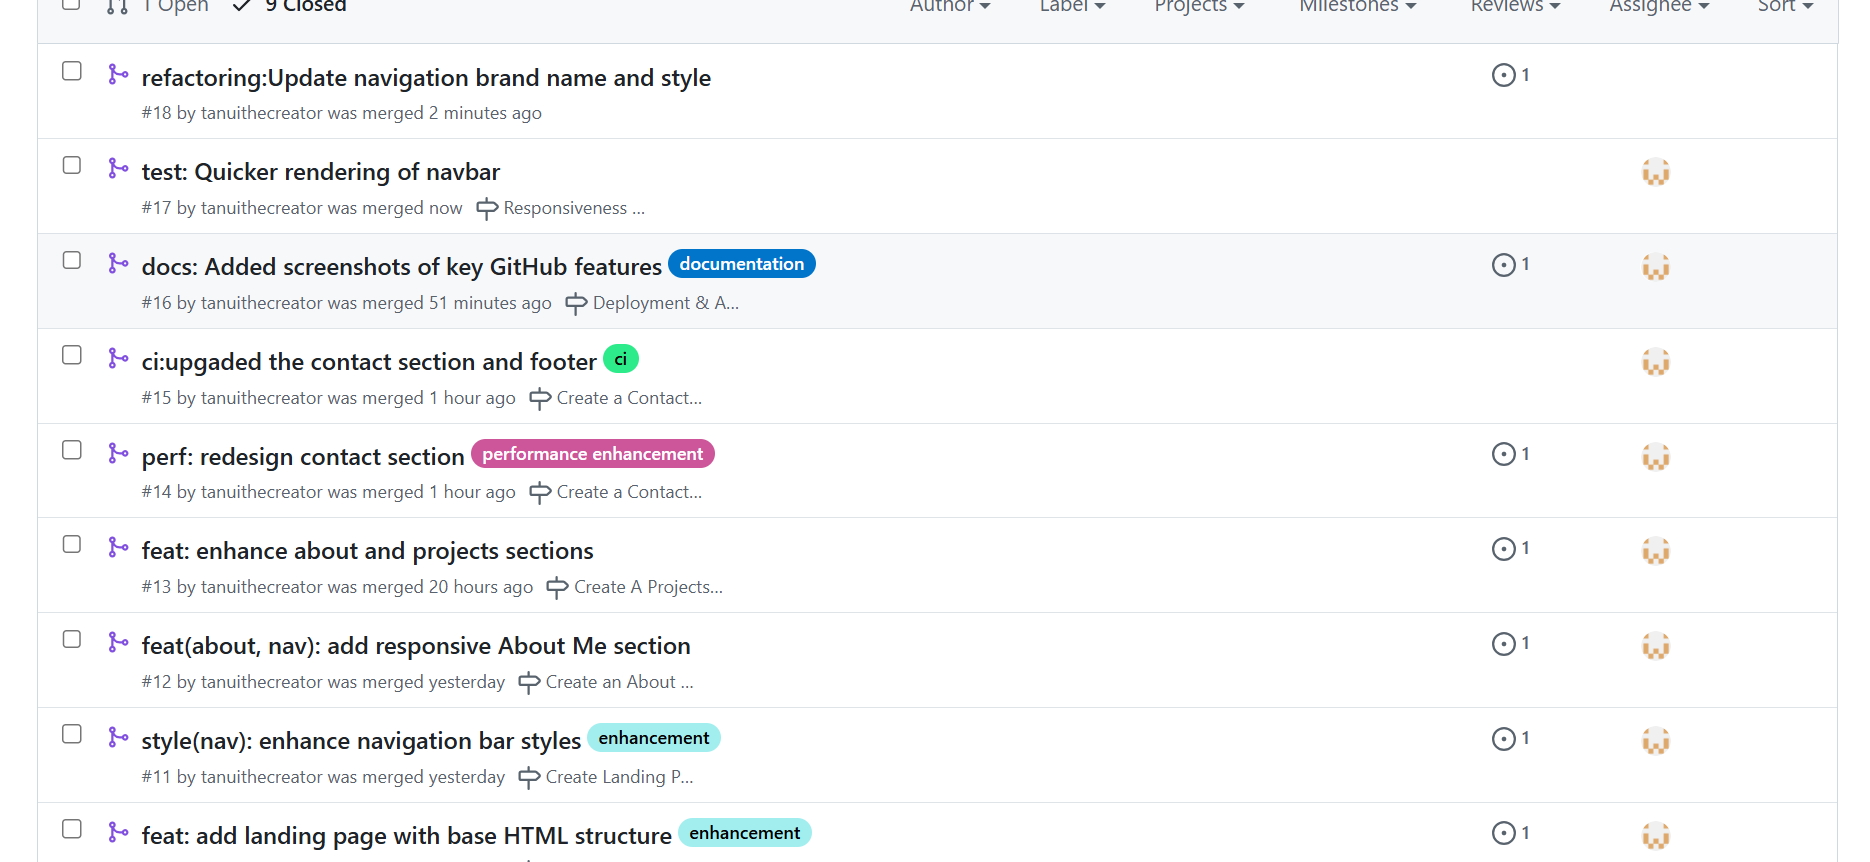 1 Open 9 Closed Author Label Projects Milestones Reviews Assignee Sort
refactoring:Update navigation brand name and style 1
#18 by tanuithecreator was merged 2 minutes ago
test: Quicker rendering of navbar
#17 by tanuithecreator was merged now Responsiveness ...
docs: Added screenshots of key GitHub features documentation 1
#16 by tanuithecreator was merged 51 minutes ago Deployment & A...
ci:upgaded the contact section and footer ci
#15 by tanuithecreator was merged 1 hour ago Create a Contact...
perf: redesign contact section performance enhancement 1
#14 by tanuithecreator was merged 1 hour ago Create a Contact...
feat: enhance about and projects sections 1
#13 by tanuithecreator was merged 20 hours ago Create A Projects...
feat(about, nav): add responsive About Me section 1
#12 by tanuithecreator was merged yesterday Create an About ...
style(nav): enhance navigation bar styles enhancement 1
#11 by tanuithecreator was merged yesterday Create Landing P...
feat: add landing page with base HTML structure enhancement 1